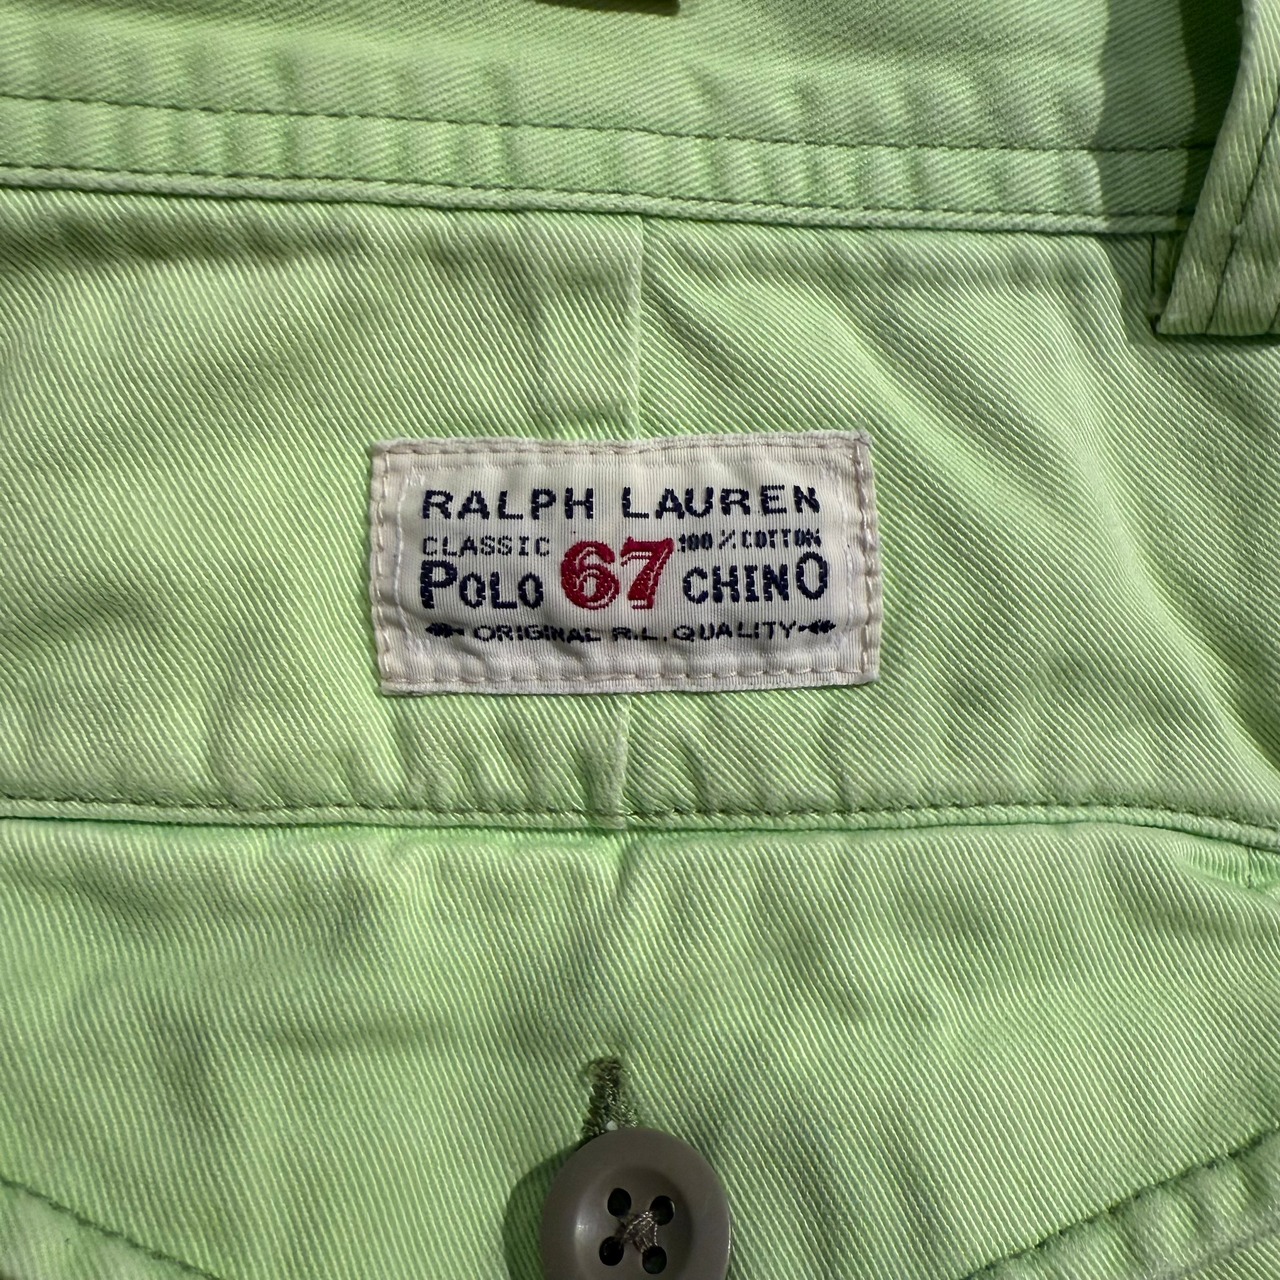 RALPH LAUREN
CLASSIC 67 100% COTTON
POLO CHINO
ORIGINAL R.L. QUALITY